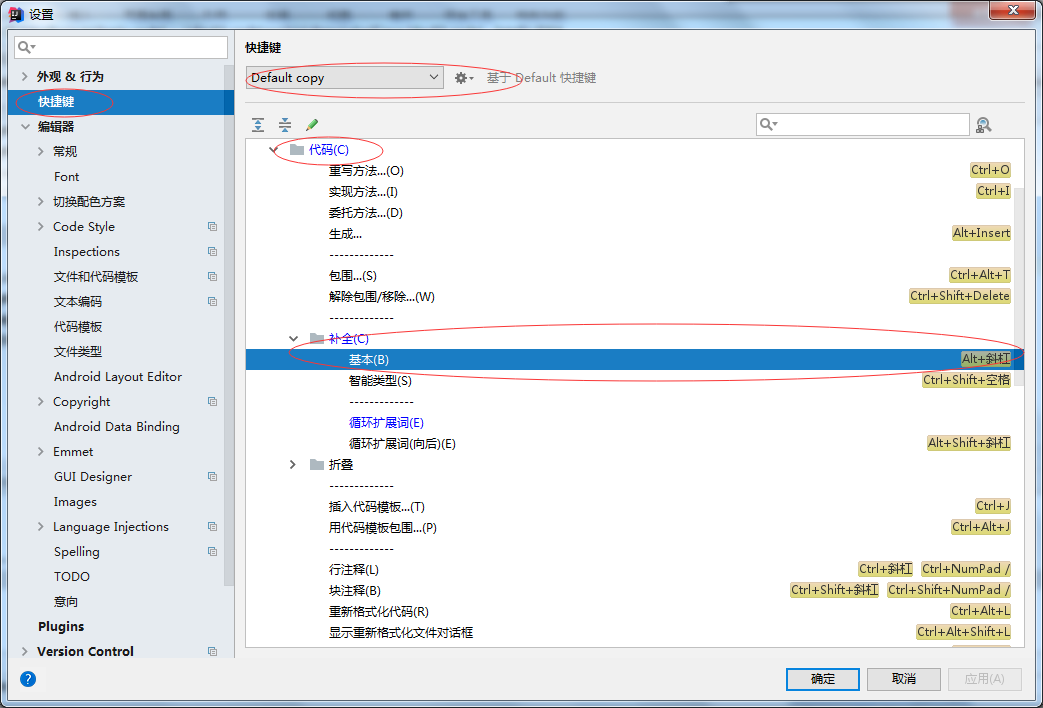 设置
快捷键
Default copy
基于 Default 快捷键
外观 & 行为
快捷键
编辑器
常规
Font
切换配色方案
Code Style
Inspections
文件和代码模板
文本编码
代码模板
文件类型
Android Layout Editor
Copyright
Android Data Binding
Emmet
GUI Designer
Images
Language Injections
Spelling
TODO
意向
Plugins
Version Control
代码(C)
重写方法...(O) Ctrl+O
实现方法...(I) Ctrl+I
委托方法...(D)
生成... Alt+Insert
-------------
包围...(S) Ctrl+Alt+T
解除包围/移除...(W) Ctrl+Shift+Delete
-------------
补全(C)
基本(B) Alt+斜杠
智能类型(S) Ctrl+Shift+空格
-------------
循环扩展词(E)
循环扩展词(向后)(E) Alt+Shift+斜杠
折叠
-------------
插入代码模板...(T) Ctrl+J
用代码模板包围...(P) Ctrl+Alt+J
-------------
行注释(L) Ctrl+斜杠 Ctrl+NumPad /
块注释(B) Ctrl+Shift+斜杠 Ctrl+Shift+NumPad /
重新格式化代码(R) Ctrl+Alt+L
显示重新格式化文件对话框 Ctrl+Alt+Shift+L
?
确定 取消 应用(A)